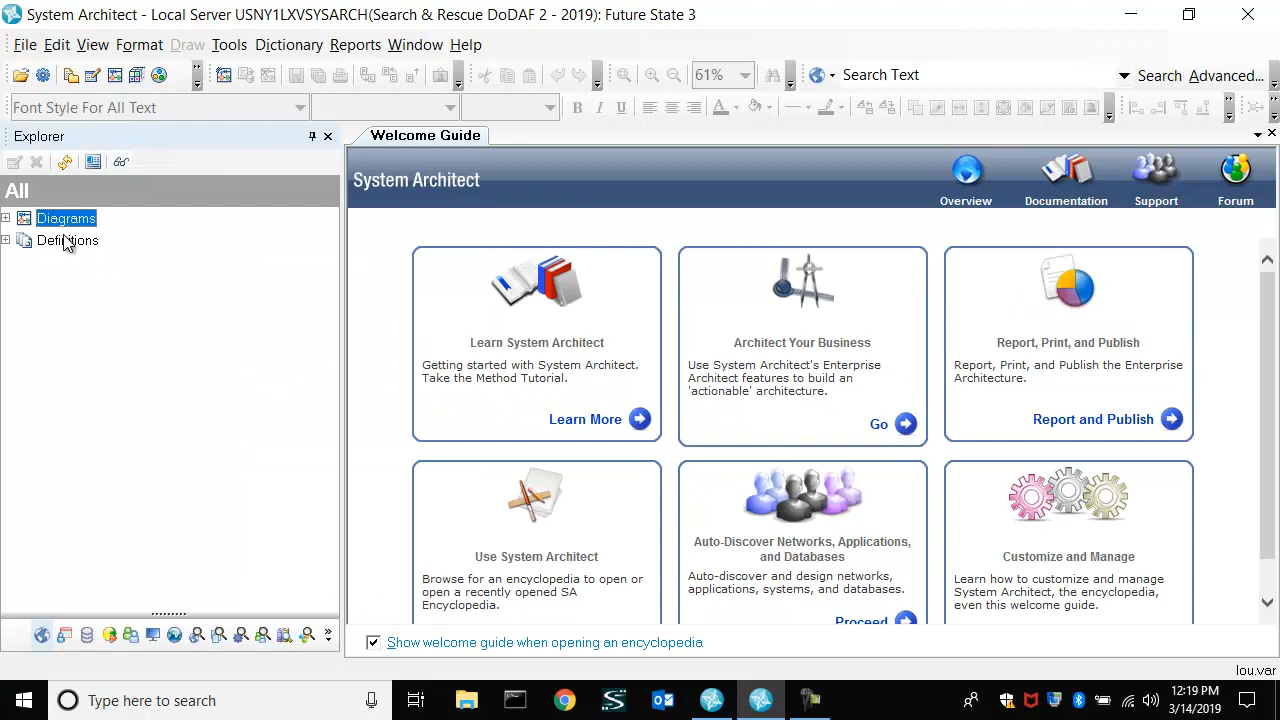 System Architect - Local Server USNY1LXVSYSARCH(Search & Rescue DoDAF 2 - 2019): Future State 3
File Edit View Format Draw Tools Dictionary Reports Window Help
61% Search Text Search Advanced...
Font Style For All Text B I U A
Explorer
Welcome Guide
All
Diagrams
Definitions
System Architect
Overview Documentation Support Forum
Learn System Architect
Getting started with System Architect.
Take the Method Tutorial.
Learn More
Architect Your Business
Use System Architect's Enterprise
Architect features to build an
'actionable' architecture.
Go
Report, Print, and Publish
Report, Print, and Publish the Enterprise
Architecture.
Report and Publish
Use System Architect
Browse for an encyclopedia to open or
open a recently opened SA
Encyclopedia.
Auto-Discover Networks, Applications,
and Databases
Auto-discover and design networks,
applications, systems, and databases.
Proceed
Customize and Manage
Learn how to customize and manage
System Architect, the encyclopedia,
even this welcome guide.
Show welcome guide when opening an encyclopedia
lou.var
Type here to search
12:19 PM
3/14/2019